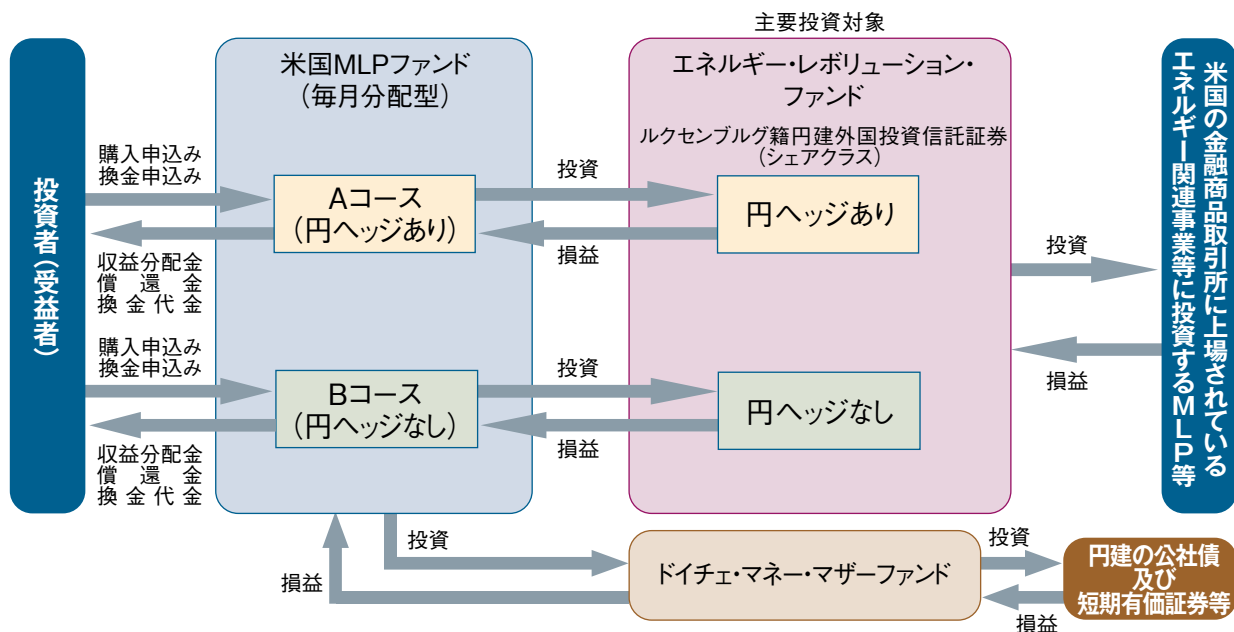 主要投資対象
投資者（受益者）
購入申込み
換金申込み
収益分配金
償還金
換金代金
購入申込み
換金申込み
収益分配金
償還金
換金代金
米国MLPファンド
（毎月分配型）
Aコース
（円ヘッジあり）
Bコース
（円ヘッジなし）
投資
損益
投資
損益
エネルギー・レボリューション・
ファンド
ルクセンブルグ籍円建外国投資信託証券
（シェアクラス）
円ヘッジあり
円ヘッジなし
投資
損益
米国の金融商品取引所に上場されている
エネルギー関連事業等に投資するMLP等
投資
損益
ドイチェ・マネー・マザーファンド
投資
損益
円建の公社債
及び
短期有価証券等